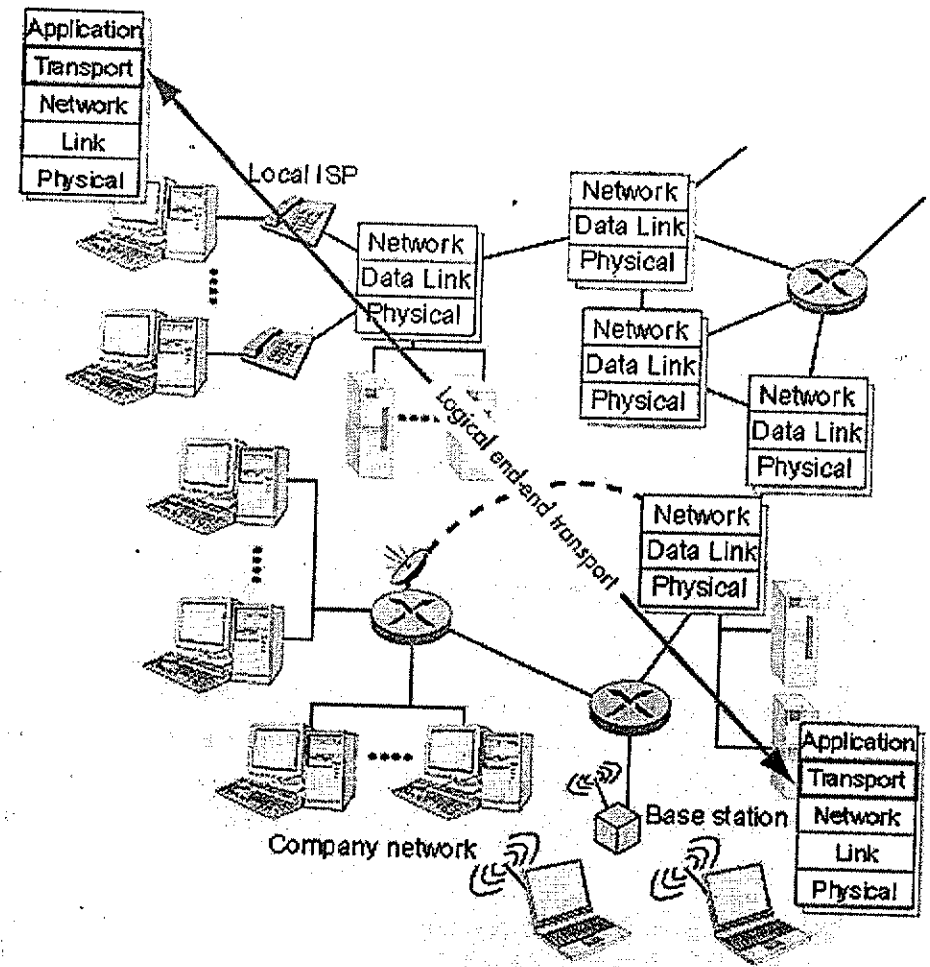 Application
Transport
Network
Link
Physical
Local ISP
Network
Data Link
Physical
Network
Data Link
Physical
Network
Data Link
Physical
Network
Data Link
Physical
Logical end-end transport
Network
Data Link
Physical
Company network
Base station
Application
Transport
Network
Link
Physical